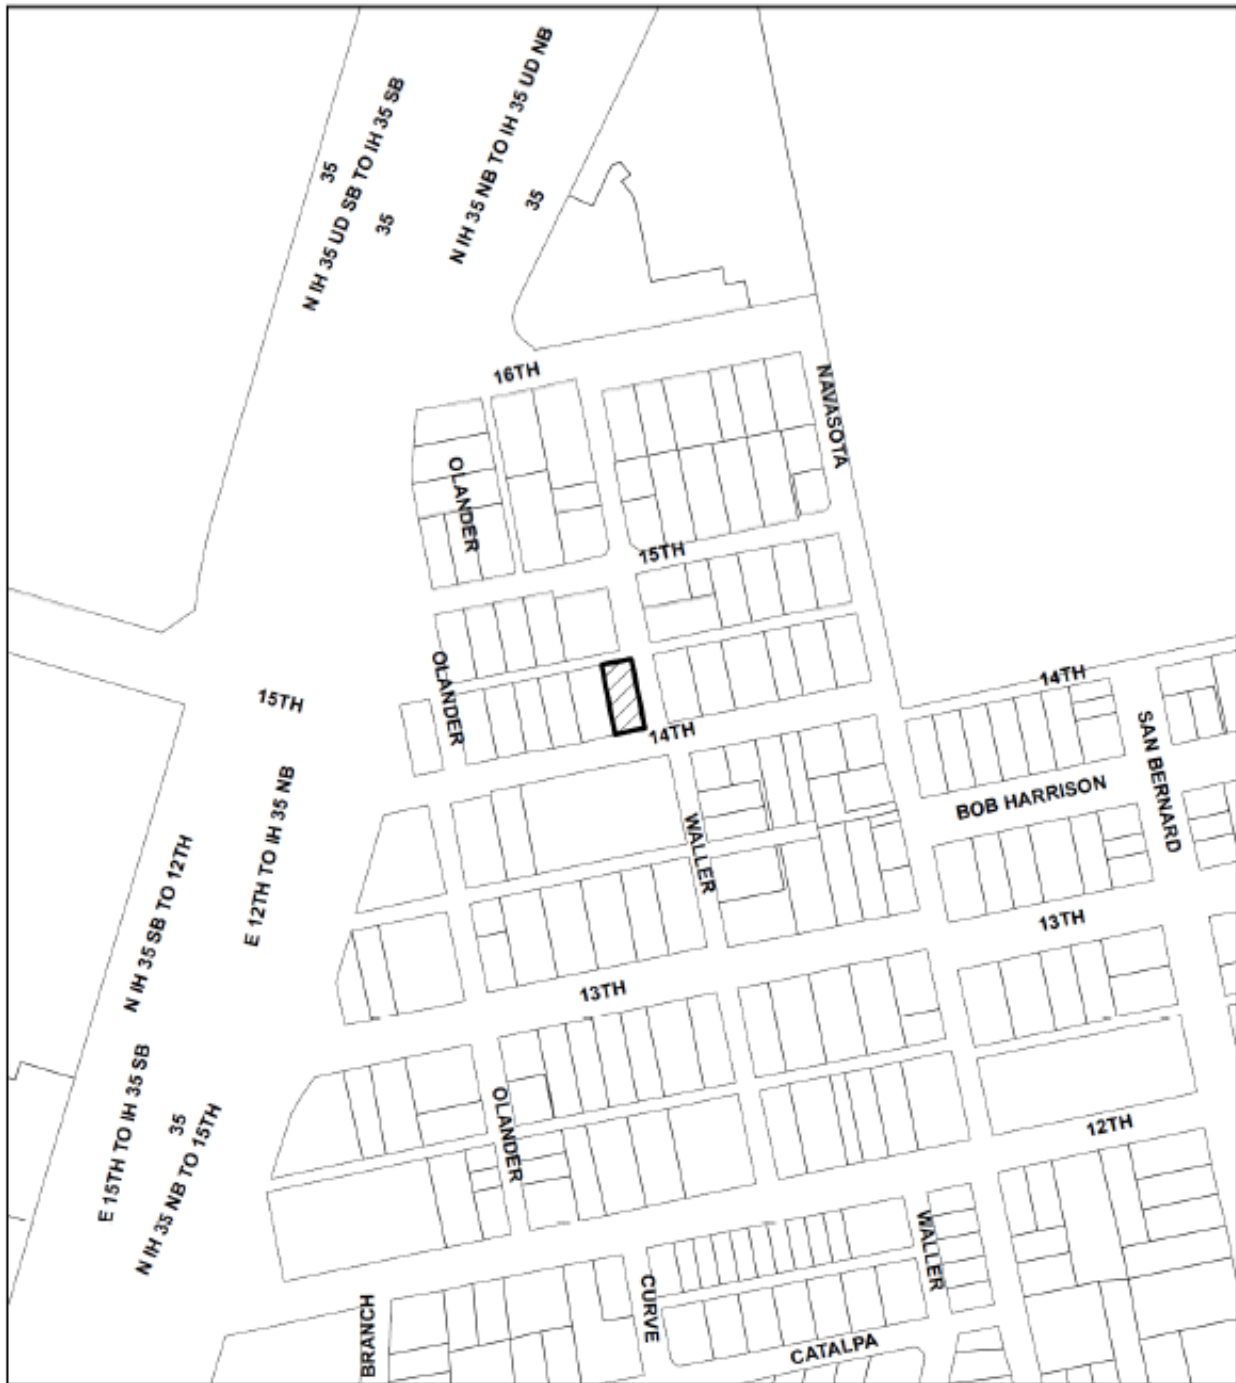 N IH 35 UD SB TO IH 35 SB
N IH 35 NB TO IH 35 UD NB
35
35
35
16TH
NAVASOTA
OLANDER
15TH
OLANDER
15TH
14TH
14TH
SAN BERNARD
E 12TH TO IH 35 NB
BOB HARRISON
WALLER
N IH 35 SB TO 12TH
13TH
13TH
E 15TH TO IH 35 SB
35
N IH 35 NB TO 15TH
OLANDER
12TH
WALLER
BRANCH
CURVE
CATALPA